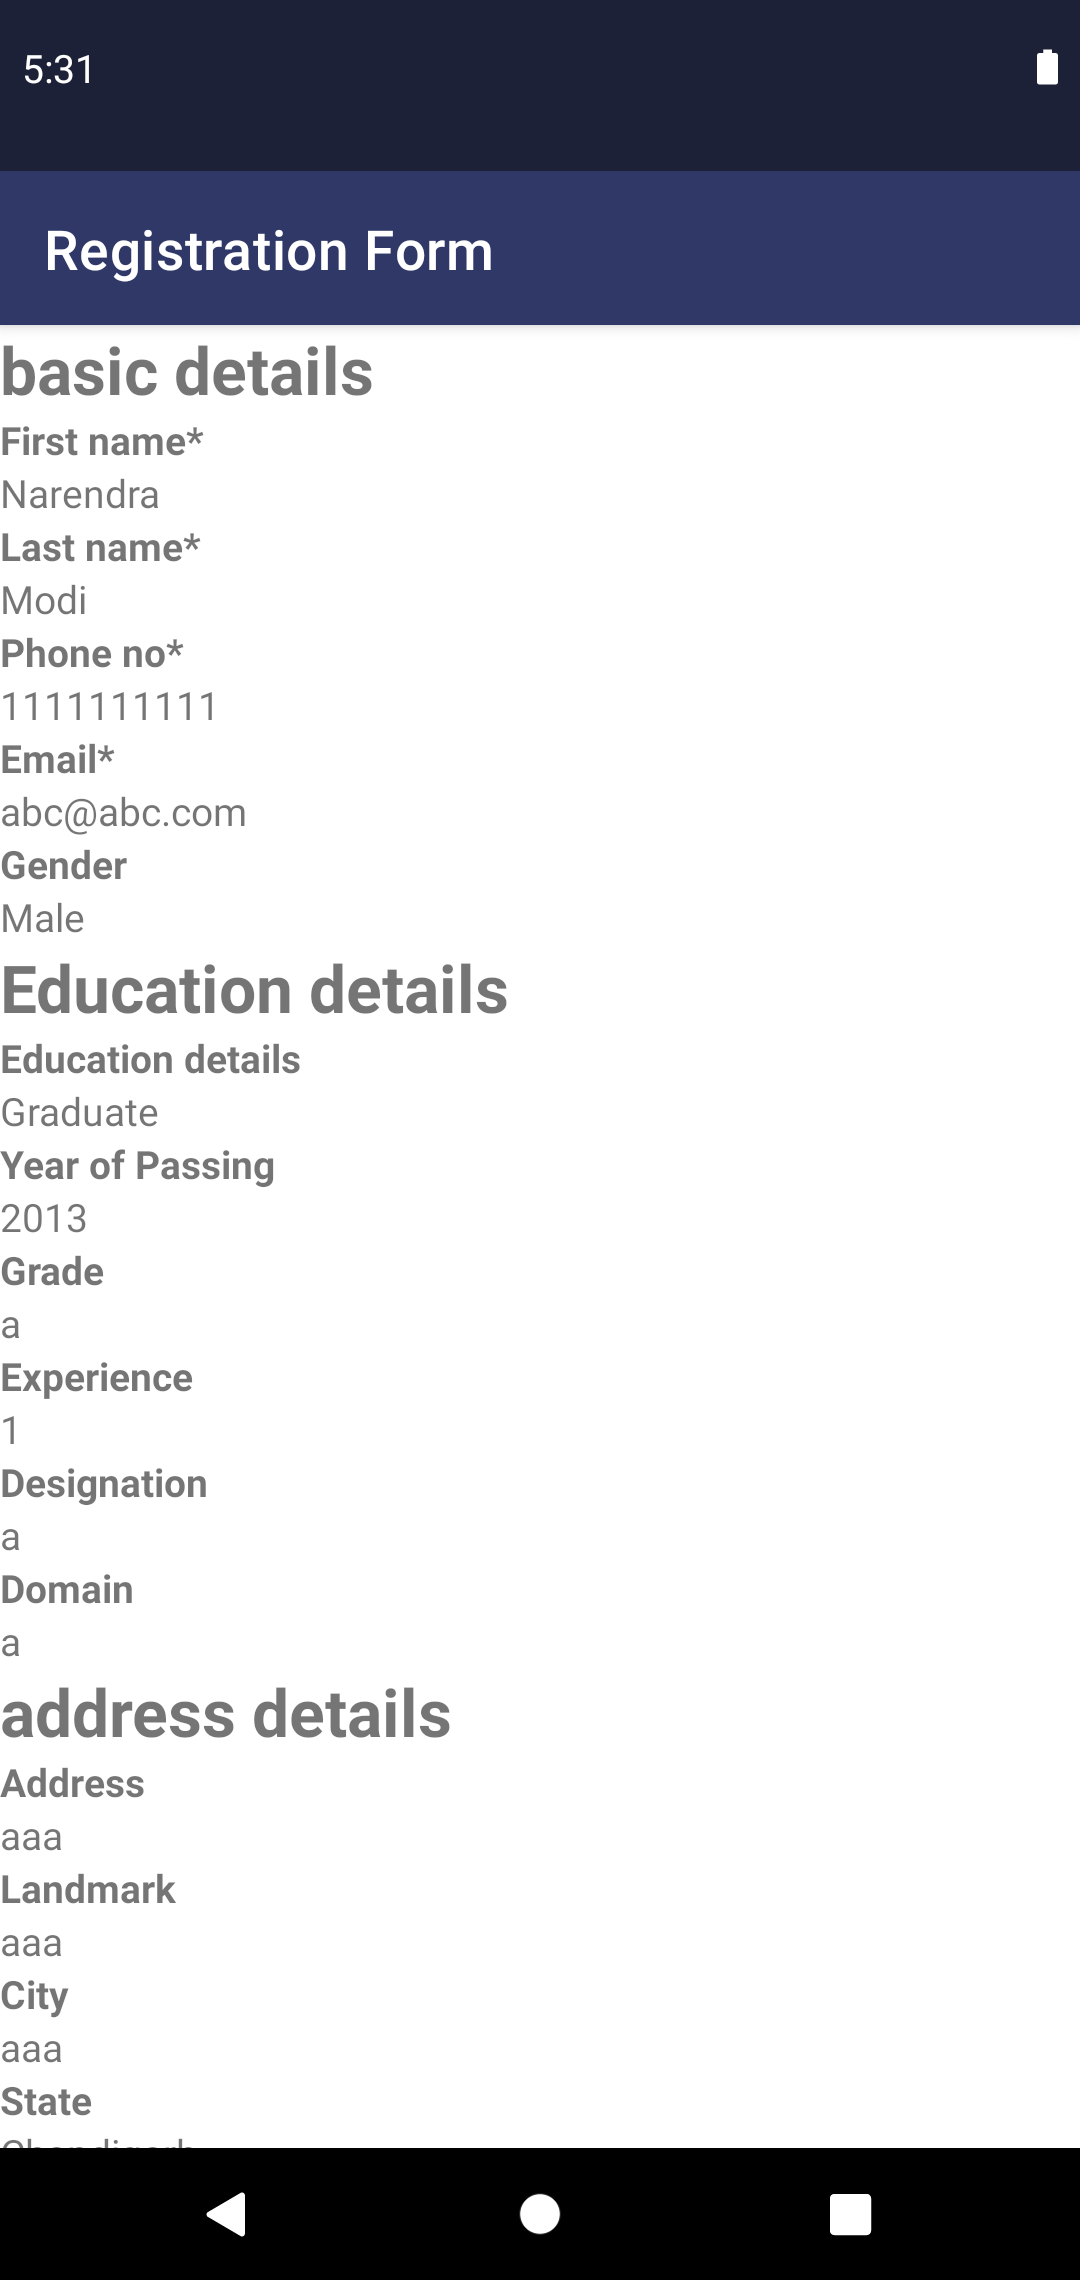 5:31
Registration Form
basic details
First name*
Narendra
Last name*
Modi
Phone no*
1111111111
Email*
abc@abc.com
Gender
Male
Education details
Education details
Graduate
Year of Passing
2013
Grade
a
Experience
1
Designation
a
Domain
a
address details
Address
aaa
Landmark
aaa
City
aaa
State
Chandigarh